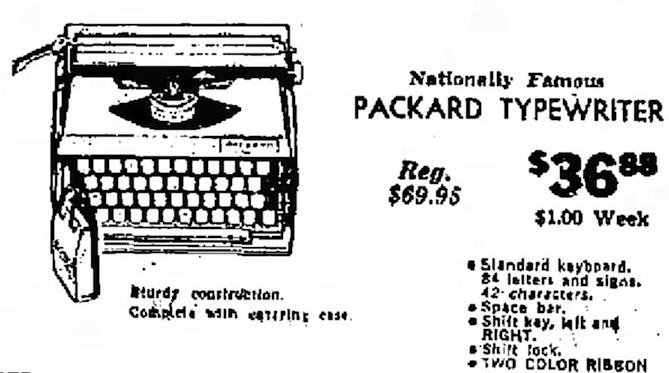 Nationally Famous
PACKARD TYPEWRITER
Reg.
$69.95
$36.88
$1.00 Week
Sturdy construction.
Complete with carrying case.
• Standard keyboard.
84 letters and signs.
42 characters.
• Space bar.
• Shift key, left and
RIGHT.
• Shift lock.
• TWO COLOR RIBBON